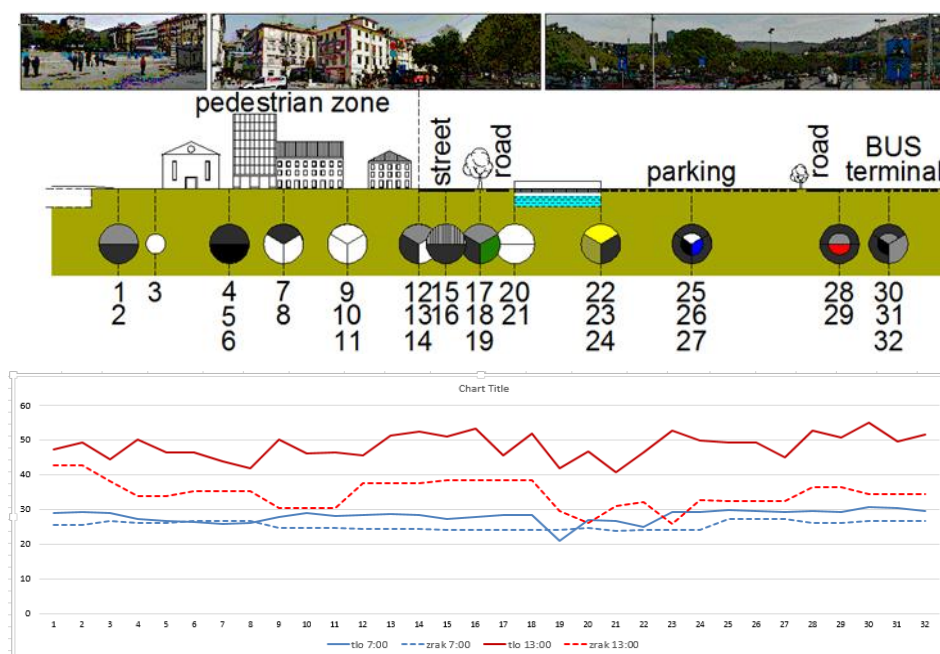 pedestrian zone
street
road
parking
road
BUS
terminal
1 3 4 7 9 12 15 17 20 22 25 28 30
2 5 8 10 13 16 18 21 23 26 29 31
6 11 14 19 24 27 32
Chart Title
60
50
40
30
20
10
0
1 2 3 4 5 6 7 8 9 10 11 12 13 14 15 16 17 18 19 20 21 22 23 24 25 26 27 28 29 30 31 32
tlo 7:00 zrak 7:00 tlo 13:00 zrak 13:00